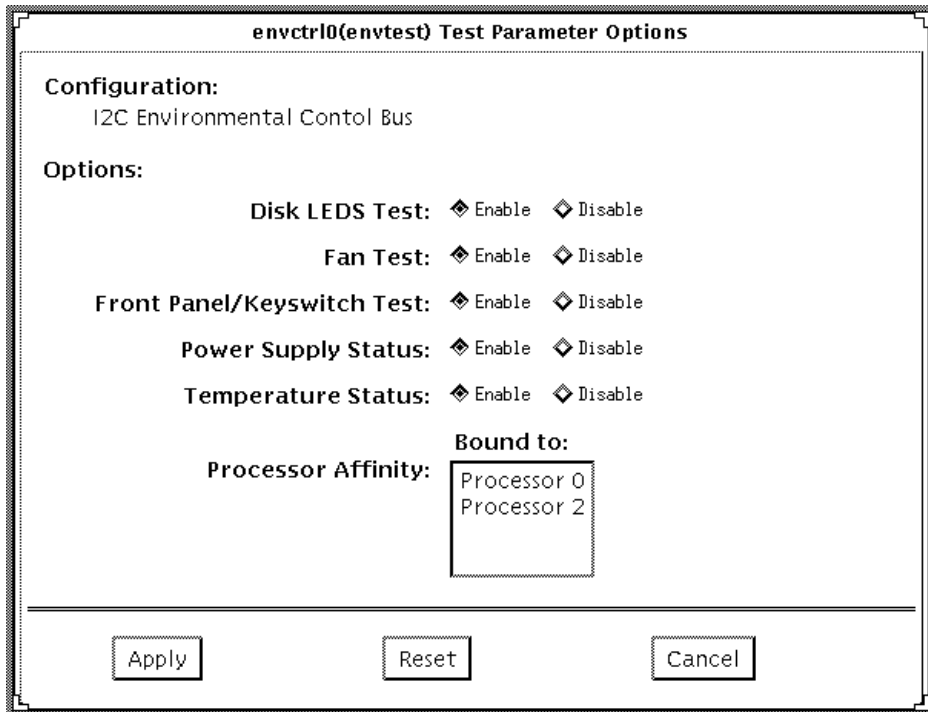 envctrl0(envtest) Test Parameter Options
Configuration:
I2C Environmental Contol Bus
Options:
Disk LEDS Test: Enable Disable
Fan Test: Enable Disable
Front Panel/Keyswitch Test: Enable Disable
Power Supply Status: Enable Disable
Temperature Status: Enable Disable
Bound to:
Processor Affinity: Processor 0
Processor 2
Apply Reset Cancel